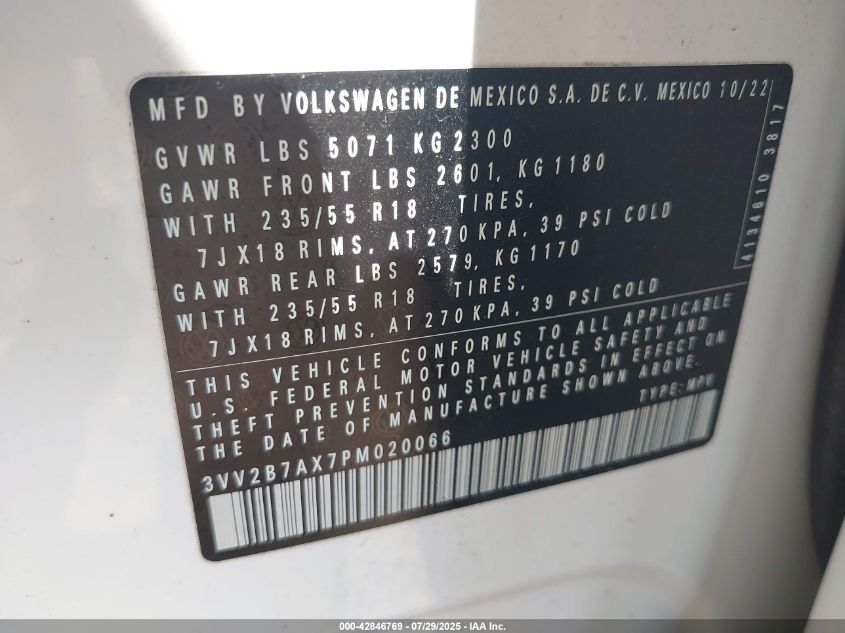 MFD BY VOLKSWAGEN DE MEXICO S.A. DE C.V. MEXICO 10/22
GVWR LBS 5071 KG 2300
GAWR FRONT LBS 2601, KG 1180
WITH 235/55 R18 TIRES,
7JX18 RIMS, AT 270 KPA, 39 PSI COLD
GAWR REAR LBS 2579, KG 1170
WITH 235/55 R18 TIRES,
7JX18 RIMS, AT 270 KPA, 39 PSI COLD
4134610 3817
THIS VEHICLE CONFORMS TO ALL APPLICABLE
U.S. FEDERAL MOTOR VEHICLE SAFETY AND
THEFT PREVENTION STANDARDS IN EFFECT ON
THE DATE OF MANUFACTURE SHOWN ABOVE.
TYPE:MPV
3VV2B7AX7PM020066
000-42846769 - 07/29/2025 - IAA Inc.